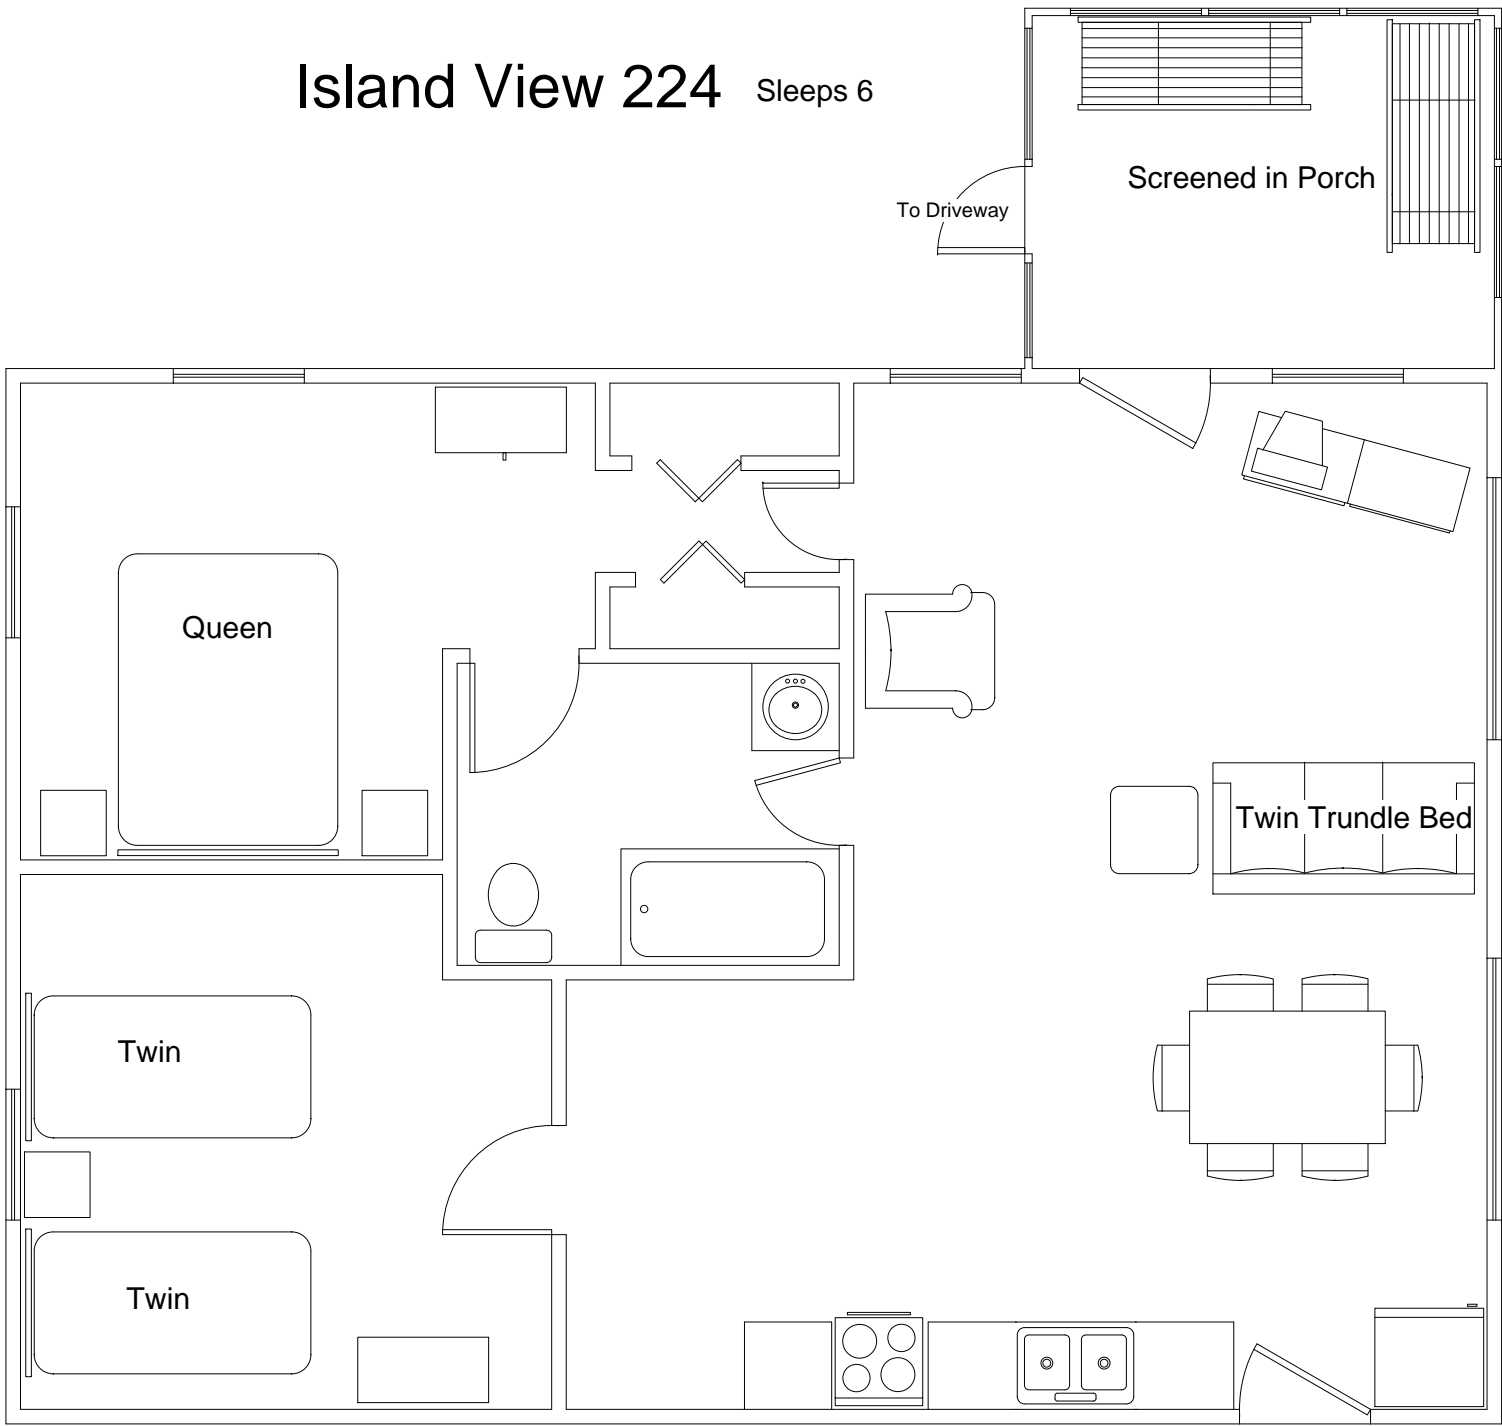 Island View 224 Sleeps 6
Screened in Porch
To Driveway
Queen
Twin Trundle Bed
Twin
Twin